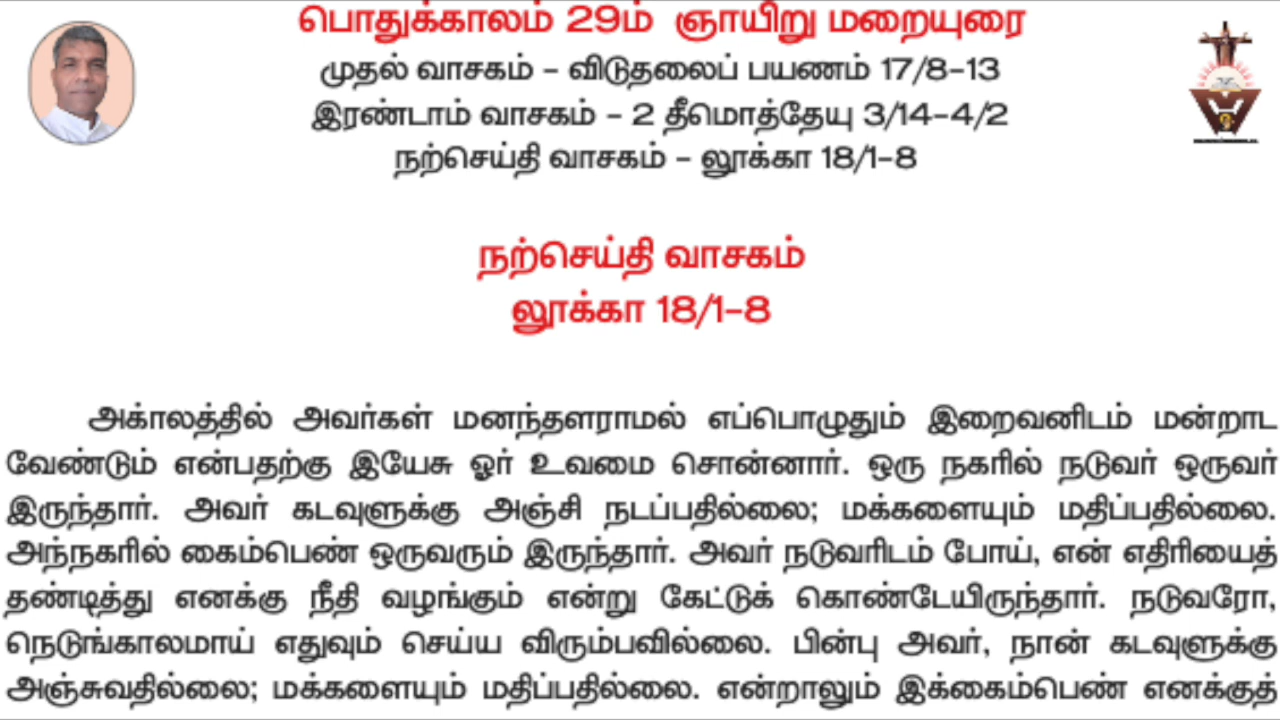 பொதுக்காலம் 29ம் ஞாயிறு மறையுரை
முதல் வாசகம் - விடுதலைப் பயணம் 17/8-13
இரண்டாம் வாசகம் - 2 தீமொத்தேயு 3/14-4/2
நற்செய்தி வாசகம் - லூக்கா 18/1-8
நற்செய்தி வாசகம்
லூக்கா 18/1-8
அக்ாலத்தில் அவர்கள் மனந்தளராமல் எப்பொழுதும் இறைவனிடம் மன்றாட
வேண்டும் என்பதற்கு இயேசு ஓர் உவமை சொன்னார். ஒரு நகரில் நடுவர் ஒருவர்
இருந்தார். அவர் கடவுளுக்கு அஞ்சி நடப்பதில்லை; மக்களையும் மதிப்பதில்லை.
அந்நகரில் கைம்பெண் ஒருவரும் இருந்தார். அவர் நடுவரிடம் போய், என் எதிரியைத்
தண்டித்து எனக்கு நீதி வழங்கும் என்று கேட்டுக் கொண்டேயிருந்தார். நடுவரோ,
நெடுங்காலமாய் எதுவும் செய்ய விரும்பவில்லை. பின்பு அவர், நான் கடவுளுக்கு
அஞ்சுவதில்லை; மக்களையும் மதிப்பதில்லை. என்றாலும் இக்கைம்பெண் எனக்குத்